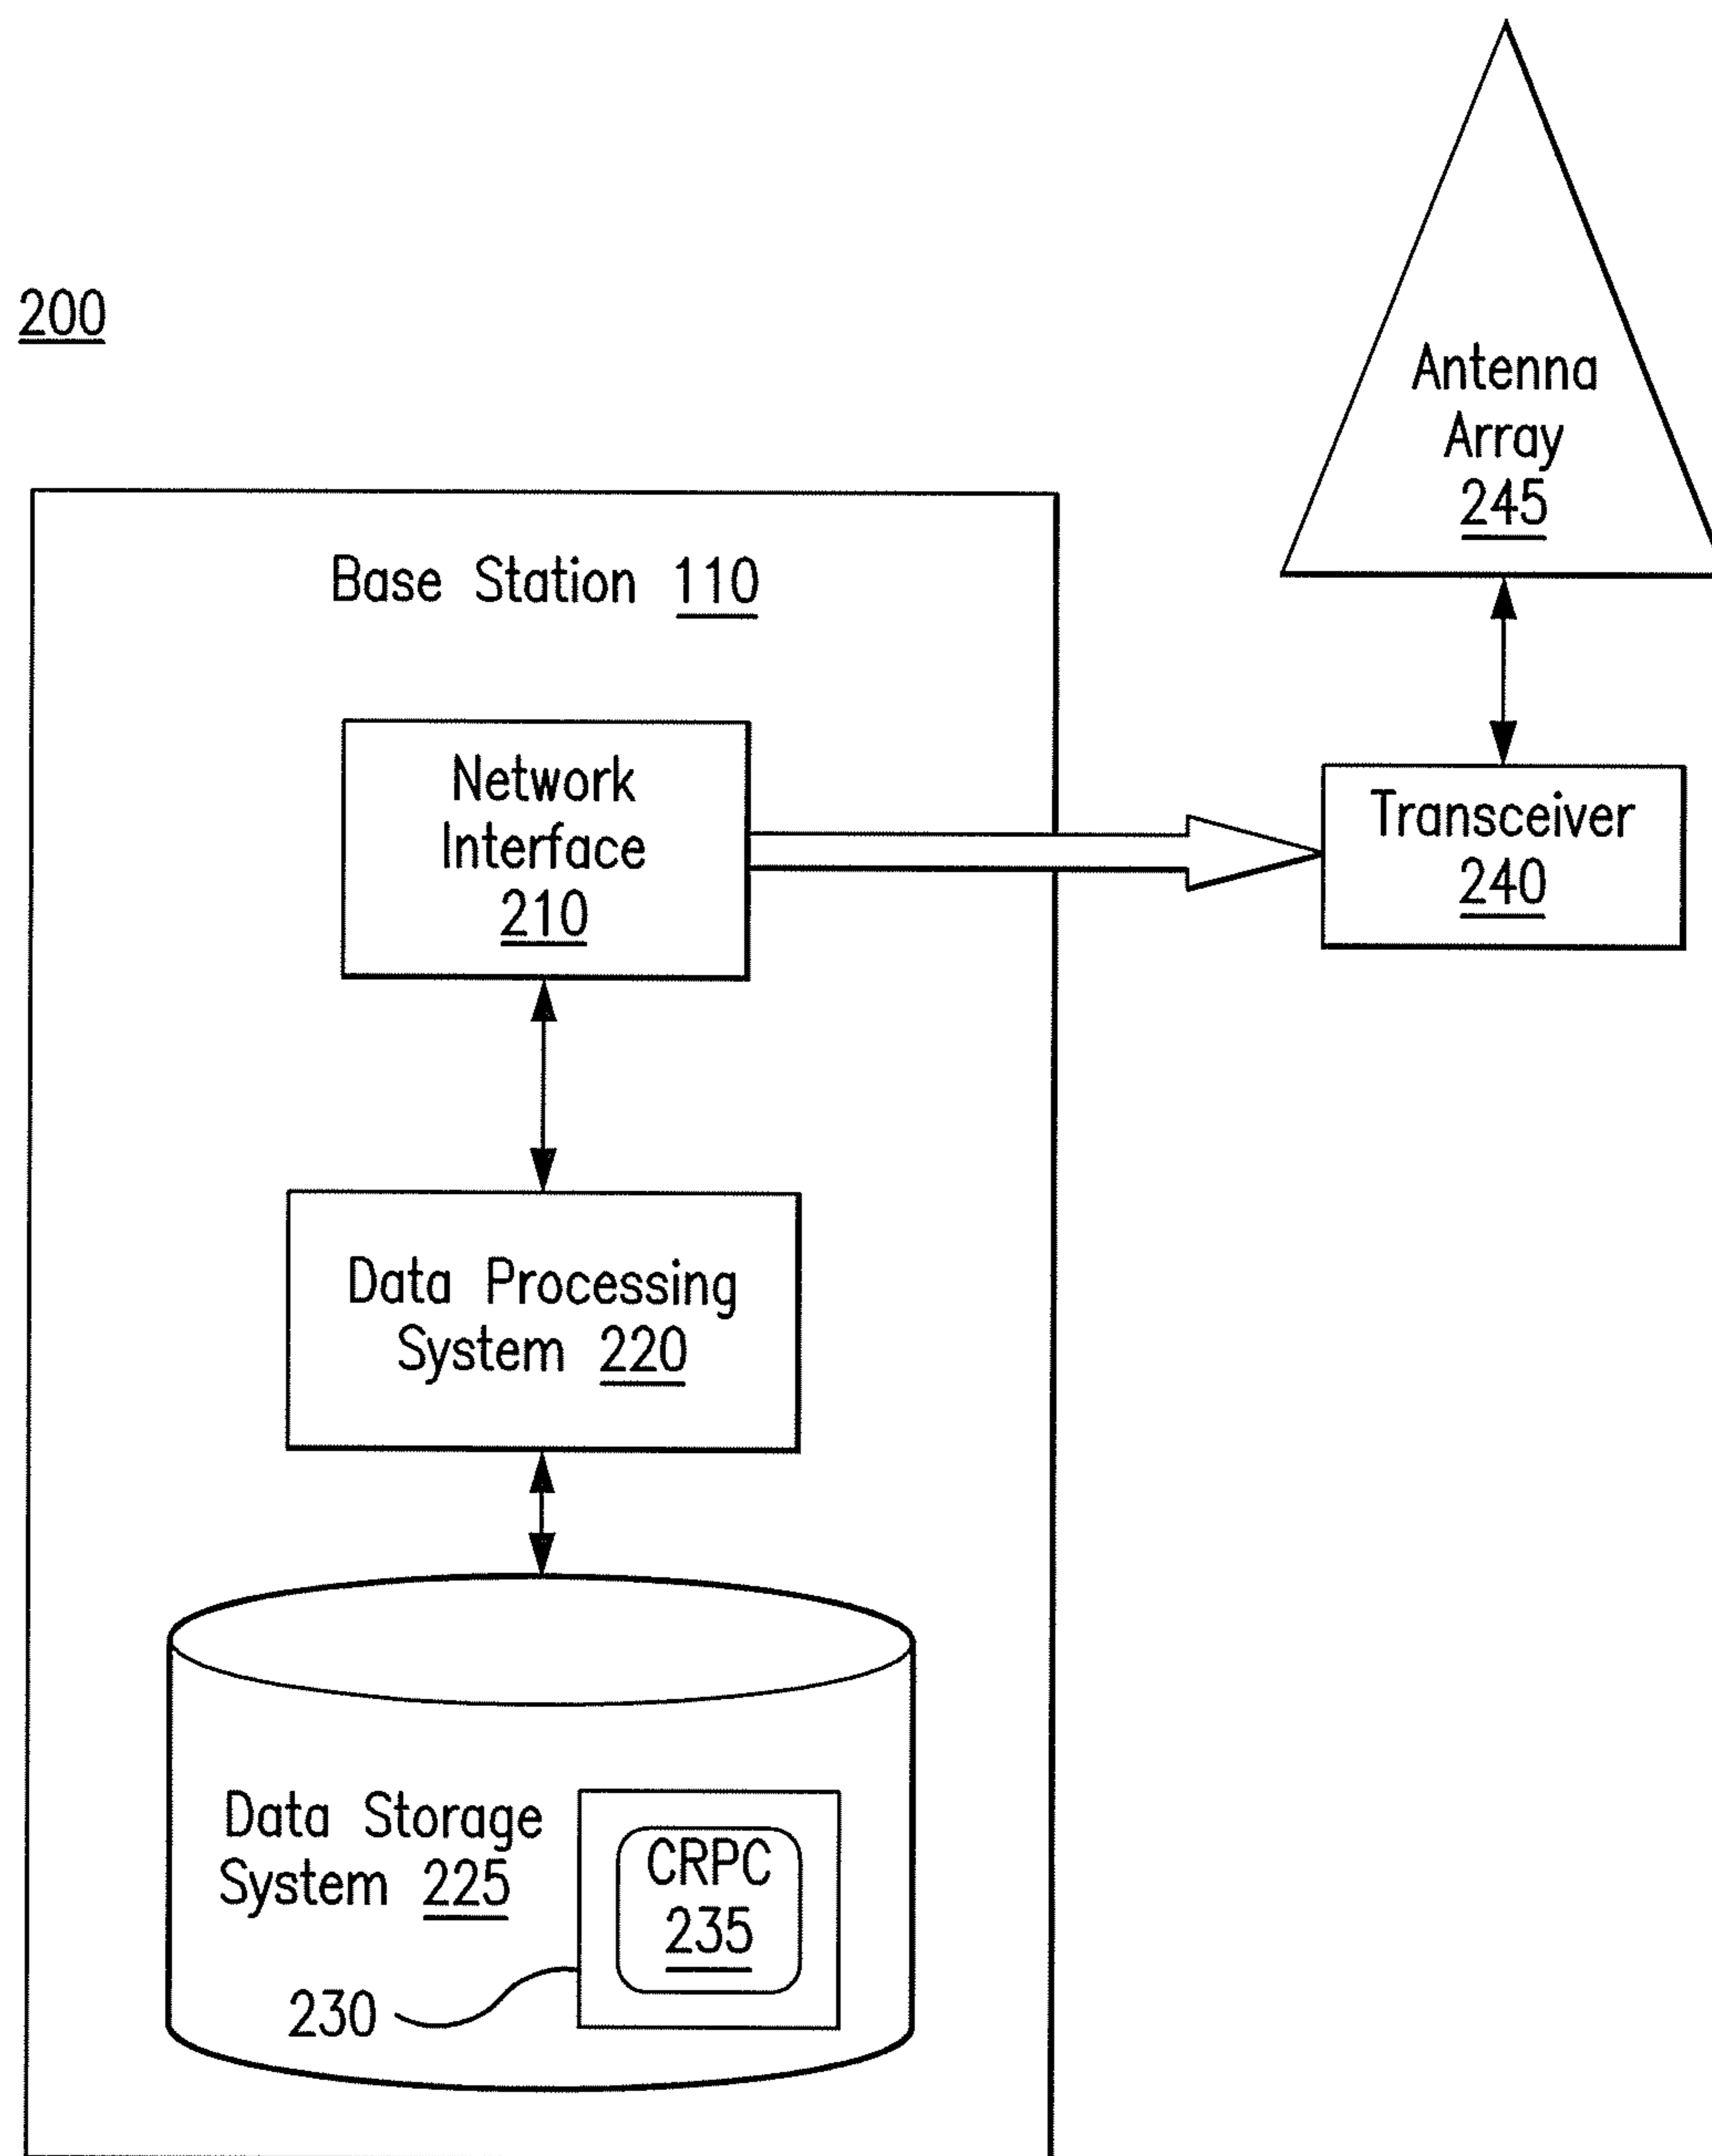 200
Antenna
Array
245
Base Station 110
Network
Interface
210
Transceiver
240
Data Processing
System 220
Data Storage
System 225
CRPC
235
230